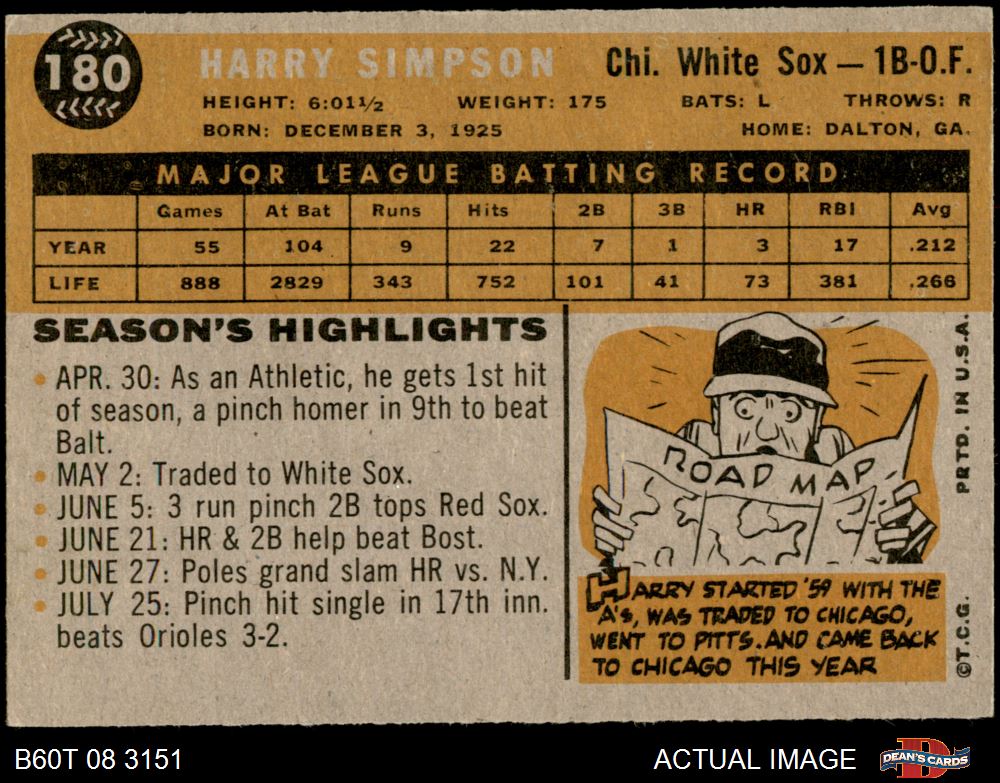 180
HARRY SIMPSON
Chi. White Sox — 1B-O.F.
HEIGHT: 6:01½ WEIGHT: 175 BATS: L THROWS: R
BORN: DECEMBER 3, 1925 HOME: DALTON, GA.
MAJOR LEAGUE BATTING RECORD
Games At Bat Runs Hits 2B 3B HR RBI Avg
YEAR 55 104 9 22 7 1 3 17 .212
LIFE 888 2829 343 752 101 41 73 381 .266
SEASON'S HIGHLIGHTS
• APR. 30: As an Athletic, he gets 1st hit
of season, a pinch homer in 9th to beat
Balt.
• MAY 2: Traded to White Sox.
• JUNE 5: 3 run pinch 2B tops Red Sox.
• JUNE 21: HR & 2B help beat Bost.
• JUNE 27: Poles grand slam HR vs. N.Y.
• JULY 25: Pinch hit single in 17th inn.
beats Orioles 3-2.
ROAD MAP
HARRY STARTED '59 WITH THE
A's, WAS TRADED TO CHICAGO,
WENT TO PITTS. AND CAME BACK
TO CHICAGO THIS YEAR
©T.C.G. PRTD. IN U.S.A.
B60T 08 3151
ACTUAL IMAGE
DEAN'S CARDS